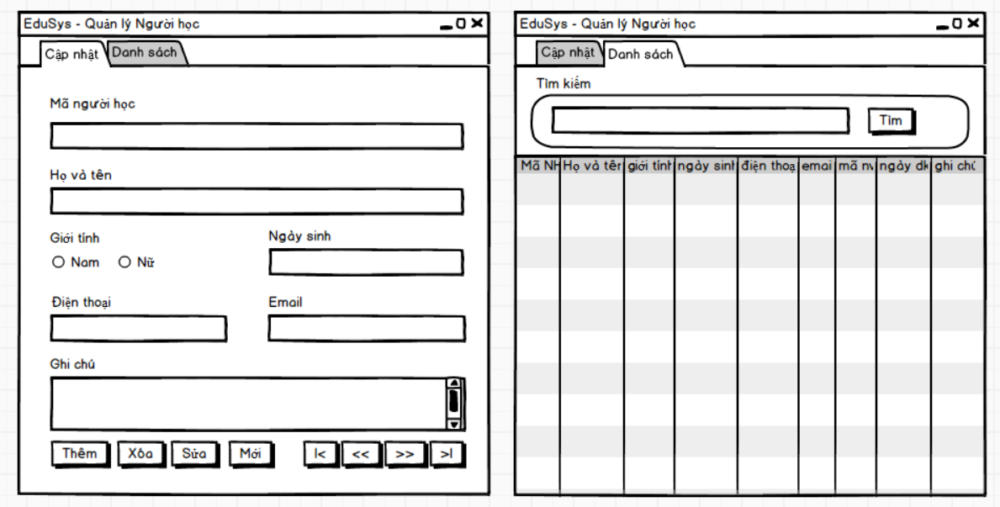 EduSys - Quản lý Người học
Cập nhật Danh sách
Mã người học
Họ và tên
Giới tính Ngày sinh
Nam Nữ
Điện thoại Email
Ghi chú
Thêm Xóa Sửa Mới |< << >> >|
EduSys - Quản lý Người học
Cập nhật Danh sách
Tìm kiếm
Tìm
Mã NH Họ và tên giới tính ngày sinh điện thoạ emai mã nv ngày dk ghi chú